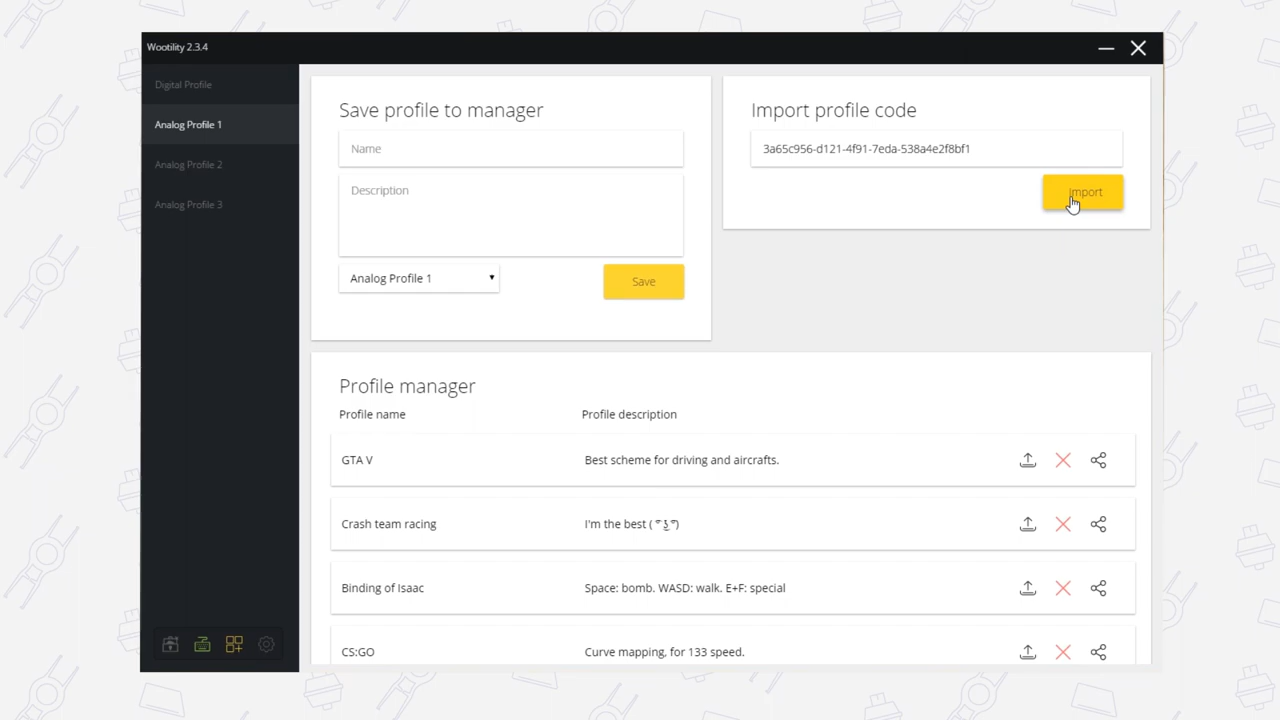 Wootility 2.3.4
Digital Profile
Analog Profile 1
Analog Profile 2
Analog Profile 3
Save profile to manager
Name
Description
Analog Profile 1
Save
Import profile code
3a65c956-d121-4f91-7eda-538a4e2f8bf1
Import
Profile manager
Profile name Profile description
GTA V Best scheme for driving and aircrafts.
Crash team racing I'm the best ( ͡° ͜ʖ ͡°)
Binding of Isaac Space: bomb. WASD: walk. E+F: special
CS:GO Curve mapping, for 133 speed.